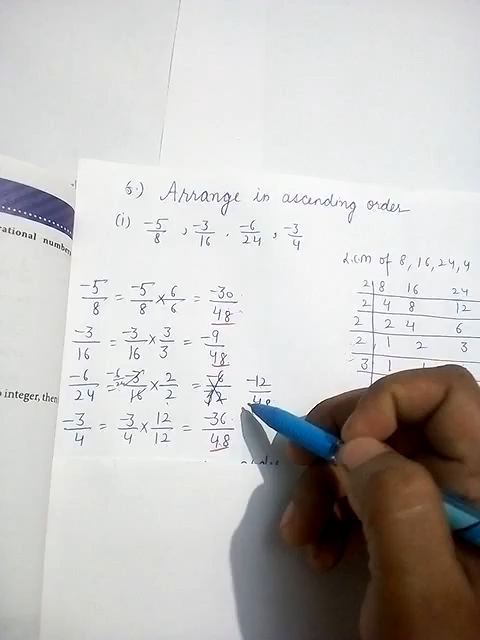 rational number
integer, then
6.) Arrange in ascending order
(i) -5/8, -3/16, -6/24, -3/4
-5/8 = -5/8 × 6/6 = -30/48
-3/16 = -3/16 × 3/3 = -9/48
-6/24 = -6/24 × 2/2 = -12/48
-3/4 = -3/4 × 12/12 = -36/48
L.C.M of 8, 16, 24, 4
2 | 8 16 24
2 | 4 8 12
2 | 2 4 6
2 | 1 2 3
3 | 1 1